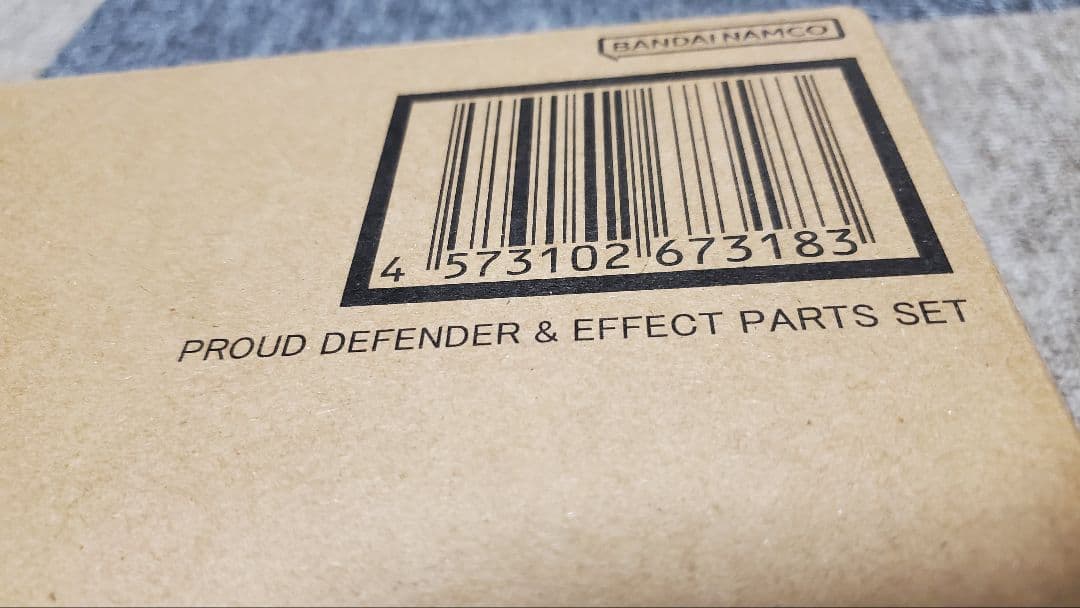 BANDAI NAMCO
4 573102 673183
PROUD DEFENDER & EFFECT PARTS SET